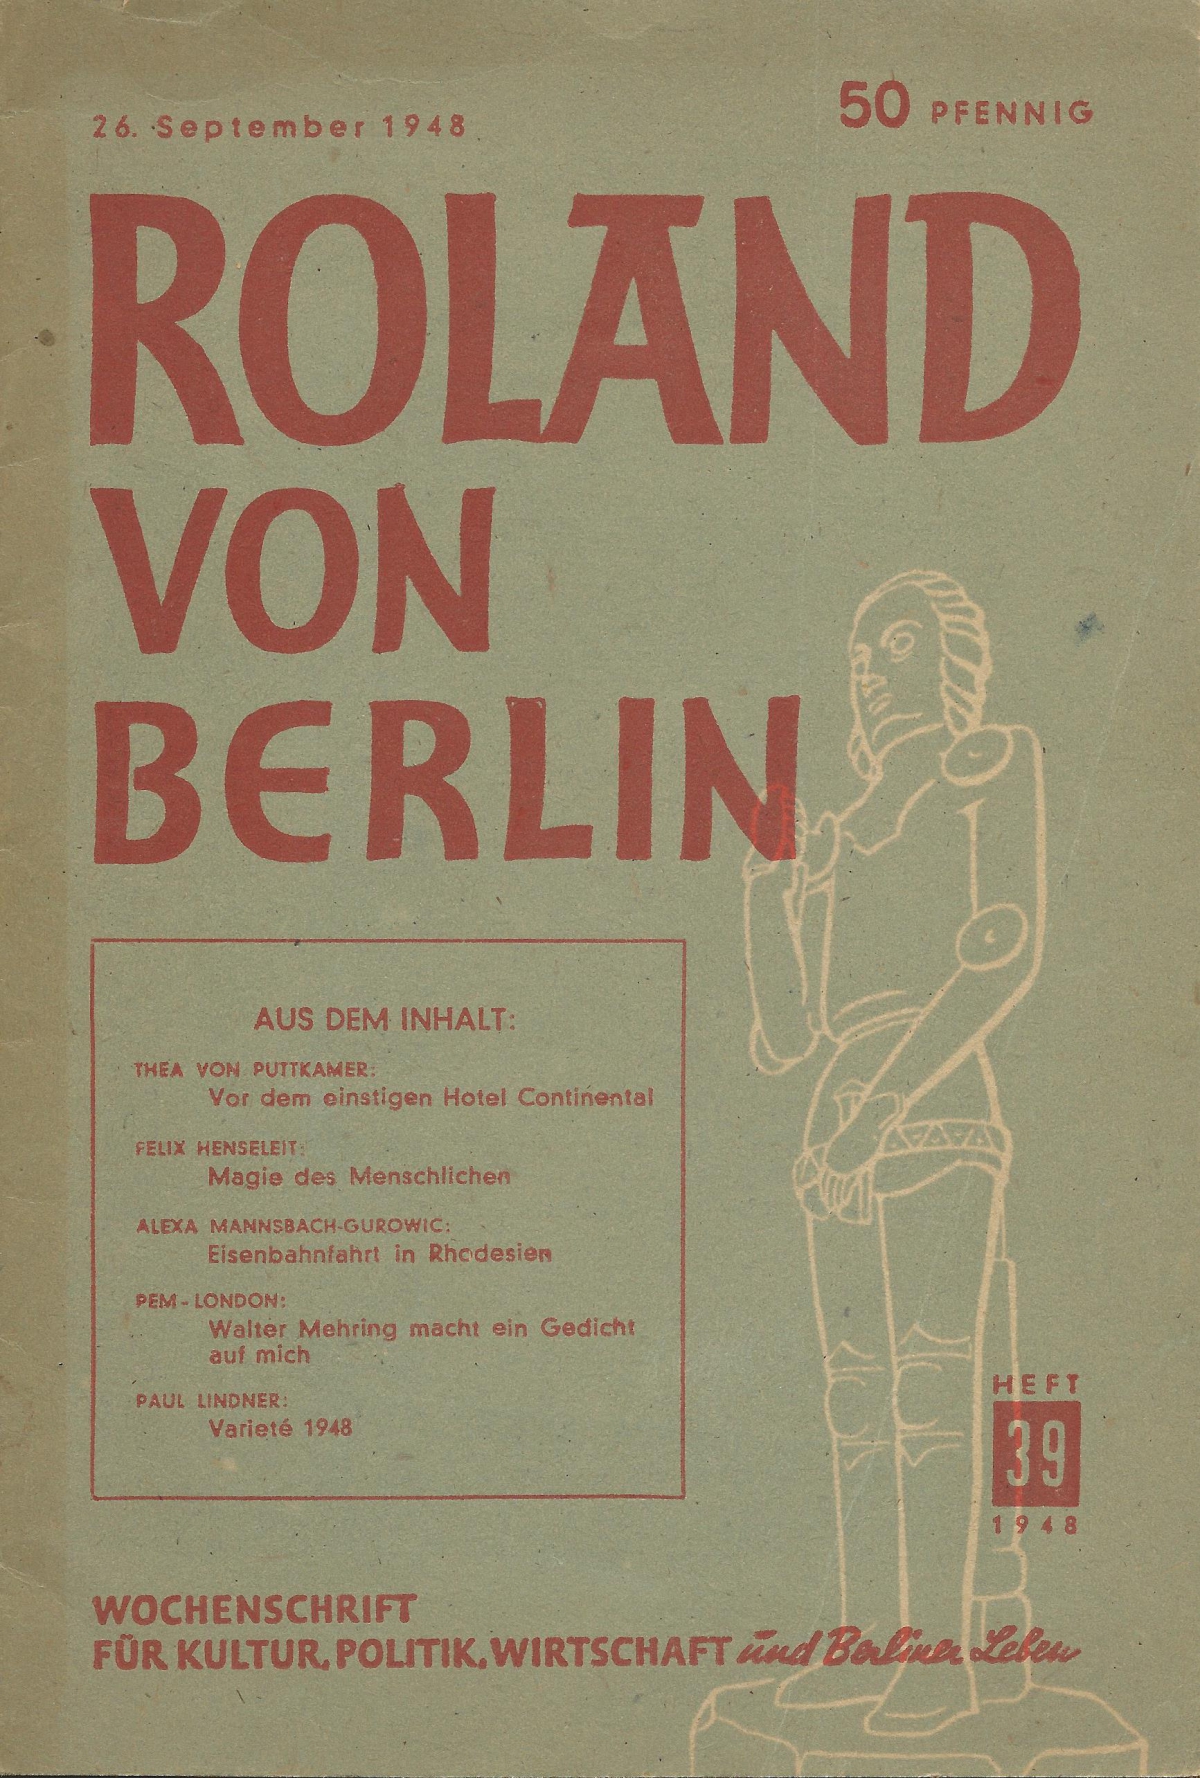 26. September 1948
50 PFENNIG
ROLAND
VON
BERLIN
AUS DEM INHALT:
THEA VON PUTTKAMER:
Vor dem einstigen Hotel Continental
FELIX HENSELEIT:
Magie des Menschlichen
ALEXA MANNSBACH-GUROWIC:
Eisenbahnfahrt in Rhodesien
PEM-LONDON:
Walter Mehring macht ein Gedicht
auf mich
PAUL LINDNER:
Varieté 1948
HEFT
39
1948
WOCHENSCHRIFT
FÜR KULTUR, POLITIK, WIRTSCHAFT und Berliner Leben